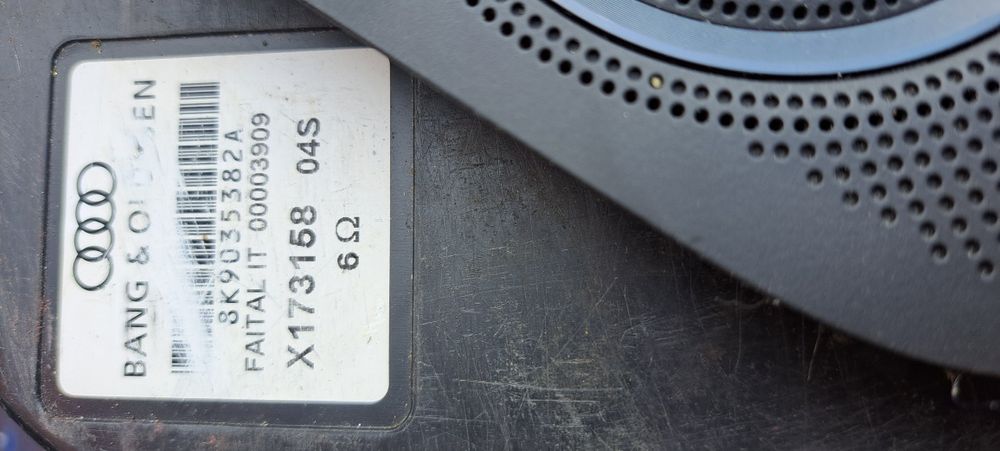 BANG &
8K9035382A
FAITAL IT 00003909
X173158 04S
6 Ω